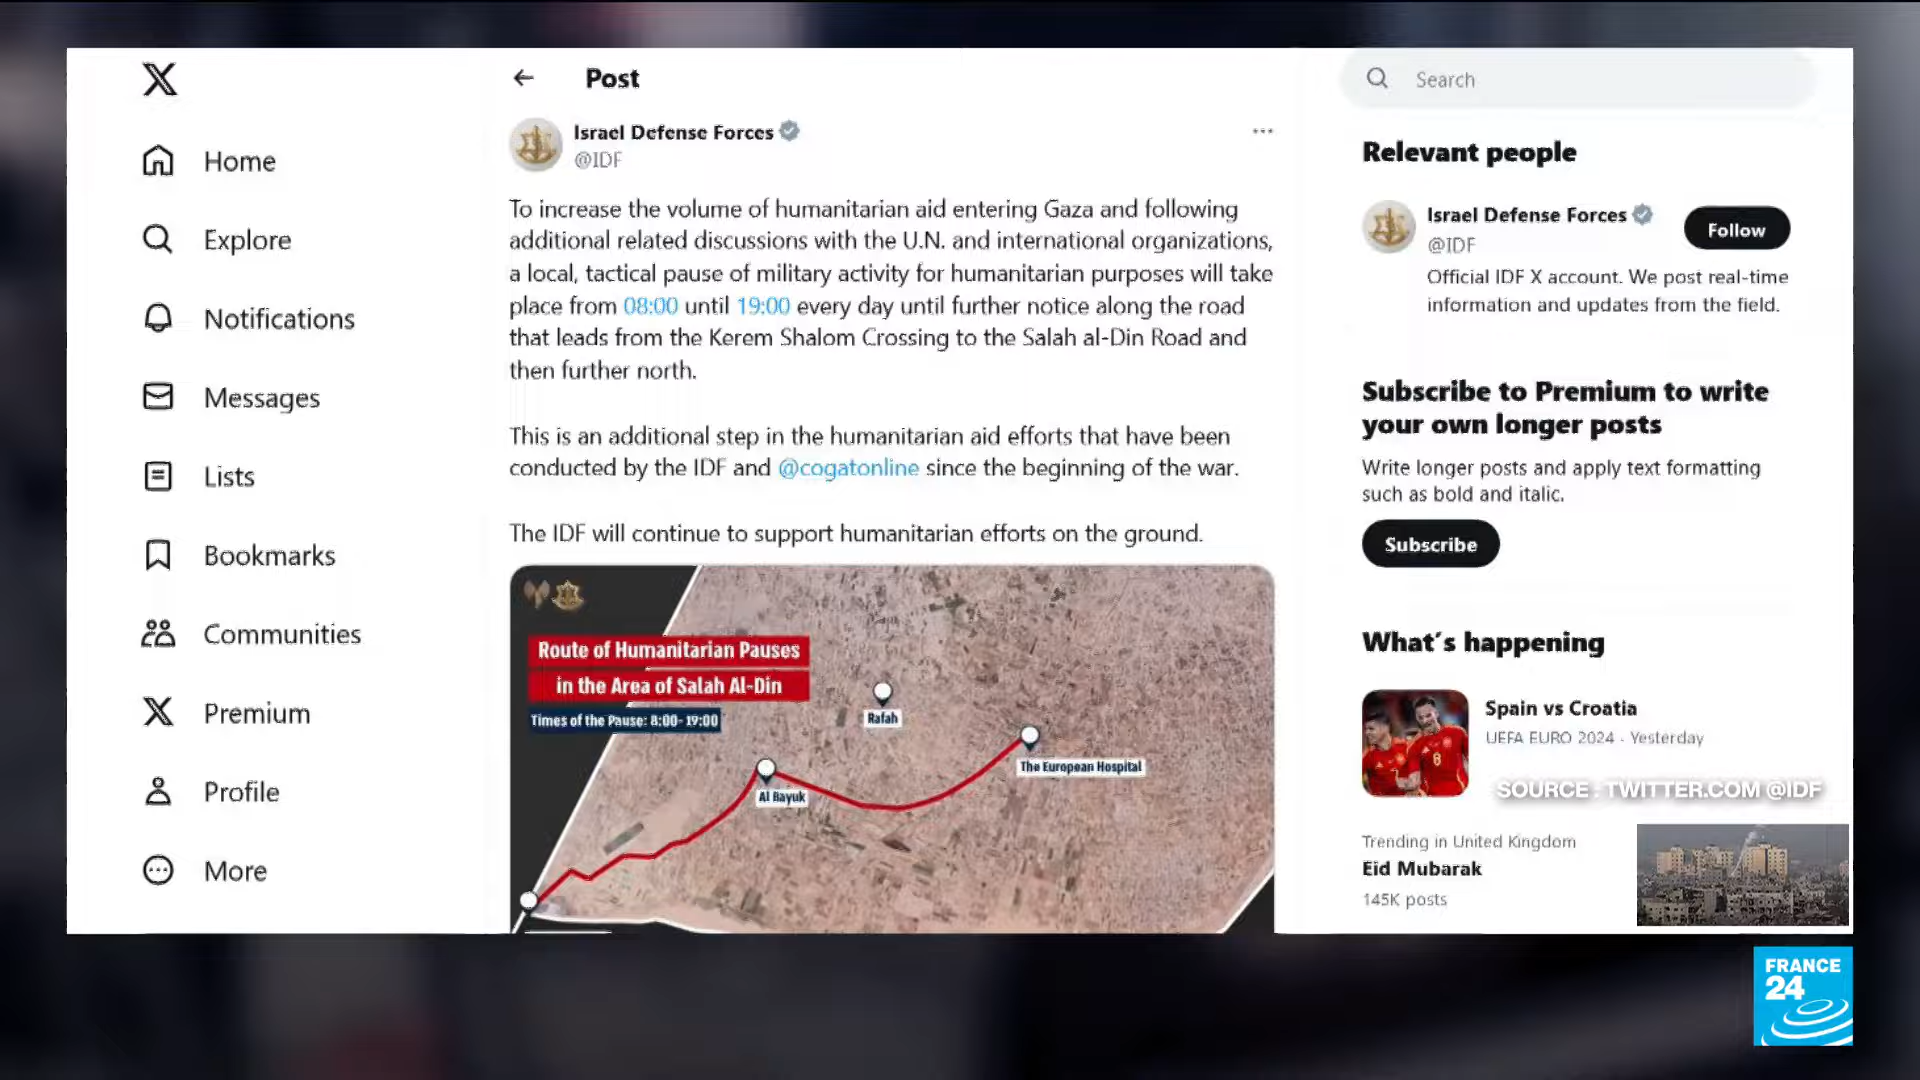 Home
Explore
Notifications
Messages
Lists
Bookmarks
Communities
Premium
Profile
More
Post
Israel Defense Forces
@IDF
To increase the volume of humanitarian aid entering Gaza and following
additional related discussions with the U.N. and international organizations,
a local, tactical pause of military activity for humanitarian purposes will take
place from 08:00 until 19:00 every day until further notice along the road
that leads from the Kerem Shalom Crossing to the Salah al-Din Road and
then further north.
This is an additional step in the humanitarian aid efforts that have been
conducted by the IDF and @cogatonline since the beginning of the war.
The IDF will continue to support humanitarian efforts on the ground.
Route of Humanitarian Pauses
in the Area of Salah Al-Din
Times of the Pause: 8:00- 19:00
Rafah
The European Hospital
Al Bayuk
Search
Relevant people
Israel Defense Forces
@IDF
Follow
Official IDF X account. We post real-time
information and updates from the field.
Subscribe to Premium to write
your own longer posts
Write longer posts and apply text formatting
such as bold and italic.
Subscribe
What's happening
Spain vs Croatia
UEFA EURO 2024 · Yesterday
SOURCE : TWITTER.COM @IDF
Trending in United Kingdom
Eid Mubarak
145K posts
FRANCE
24